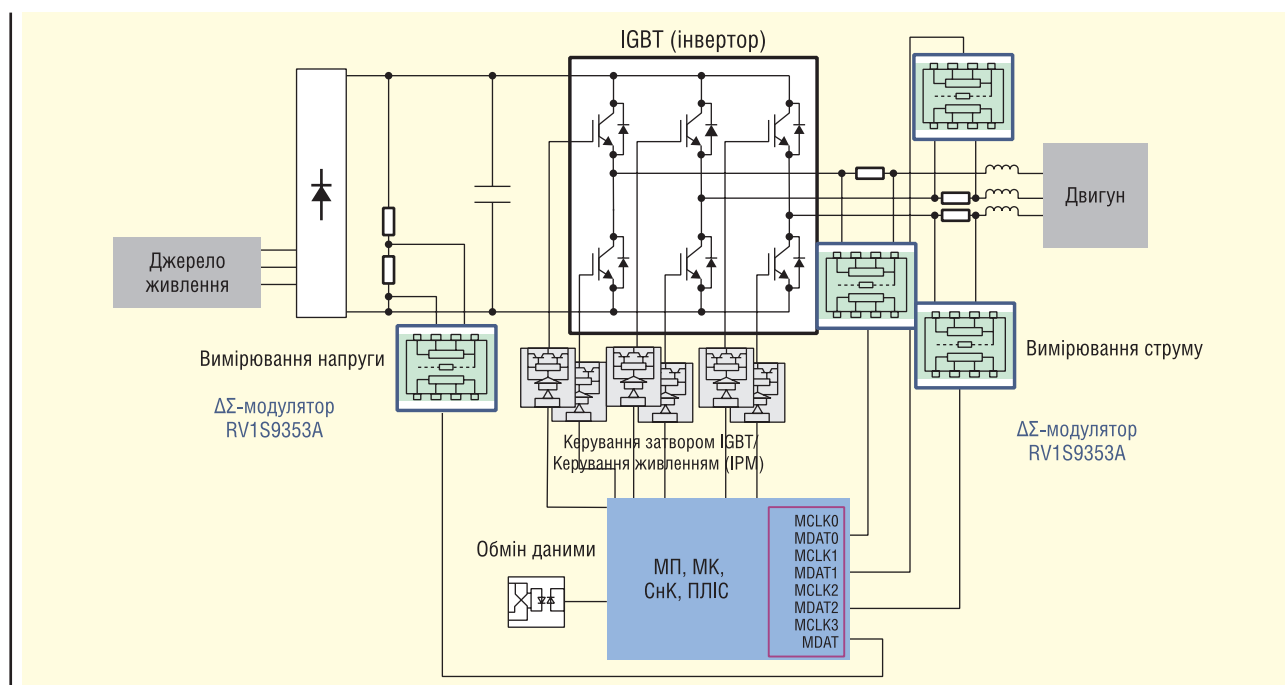 IGBT (інвертор)
Двигун
Джерело
живлення
Вимірювання напруги
Вимірювання струму
ΔΣ-модулятор
RV1S9353A
ΔΣ-модулятор
RV1S9353A
Керування затвором IGBT/
Керування живленням (IPM)
Обмін даними
МП, МК,
СнК, ПЛІС
MCLK0
MDAT0
MCLK1
MDAT1
MCLK2
MDAT2
MCLK3
MDAT